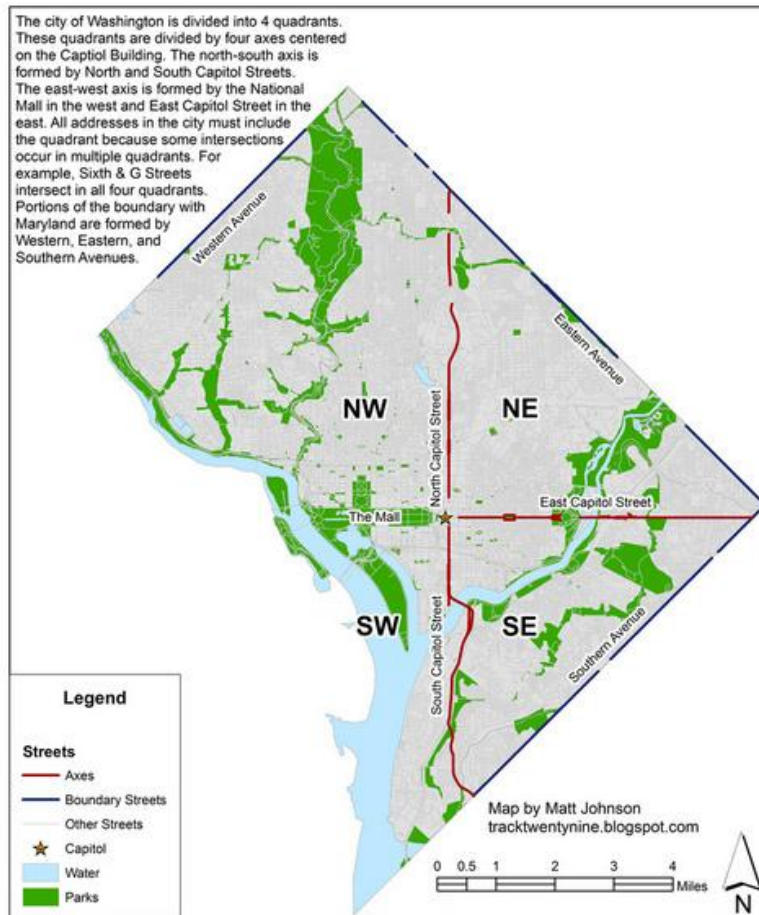 The city of Washington is divided into 4 quadrants.
These quadrants are divided by four axes centered
on the Captiol Building. The north-south axis is
formed by North and South Capitol Streets.
The east-west axis is formed by the National
Mall in the west and East Capitol Street in the
east. All addresses in the city must include
the quadrant because some intersections
occur in multiple quadrants. For
example, Sixth & G Streets
intersect in all four quadrants.
Portions of the boundary with
Maryland are formed by
Western, Eastern, and
Southern Avenues.
Western Avenue
Eastern Avenue
NW
NE
North Capitol Street
East Capitol Street
The Mall
SW
SE
South Capitol Street
Southern Avenue
Legend
Streets
Axes
Boundary Streets
Other Streets
Capitol
Water
Parks
Map by Matt Johnson
tracktwentynine.blogspot.com
0 0.5 1 2 3 4
Miles
N